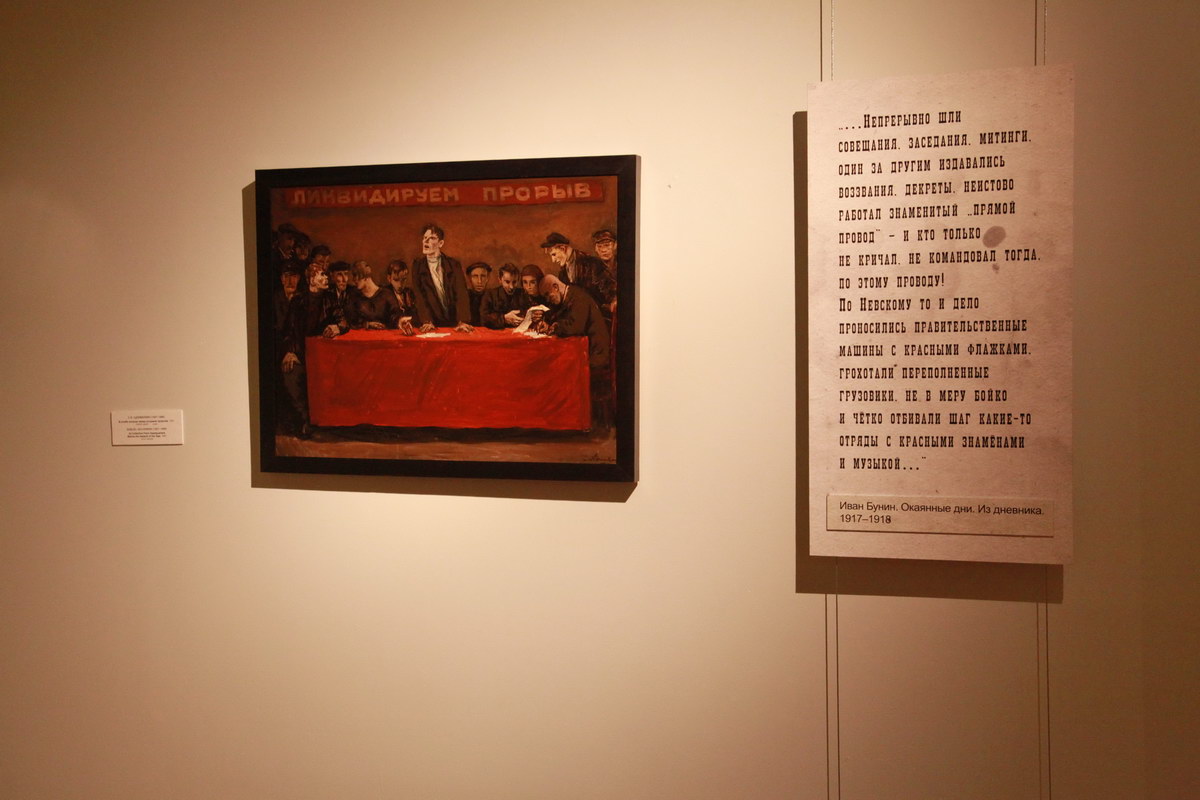 ЛИКВИДИРУЕМ ПРОРЫВ
„...Непрерывно шли
совещания, заседания, митинги,
один за другим издавались
воззвания, декреты, неистово
работал знаменитый „прямой
провод“ – и кто только
не кричал, не командовал тогда,
по этому проводу!
По Невскому то и дело
проносились правительственные
машины с красными флажками,
грохотали переполненные
грузовики, не в меру бойко
и чётко отбивали шаг какие-то
отряды с красными знамёнами
и музыкой...“
Иван Бунин. Окаянные дни. Из дневника.
1917–1918